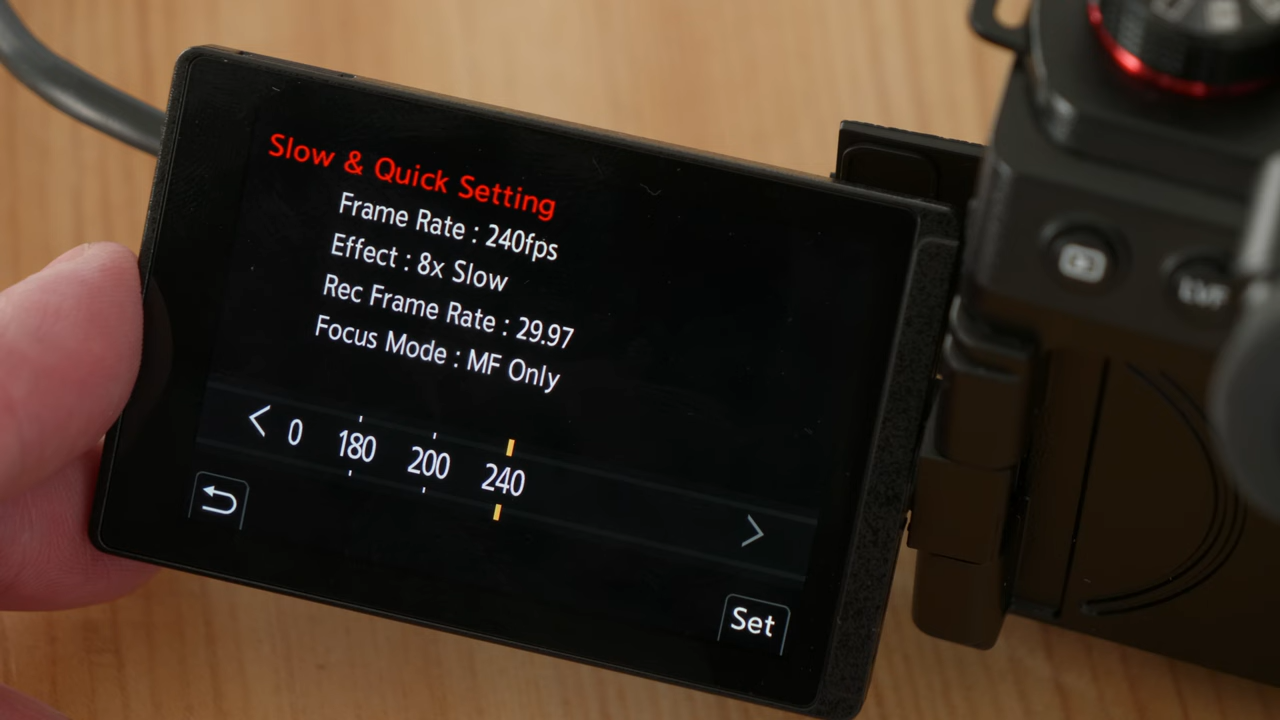 Slow & Quick Setting
Frame Rate : 240fps
Effect : 8x Slow
Rec Frame Rate : 29.97
Focus Mode : MF Only
0 180 200 240
Set
LVF